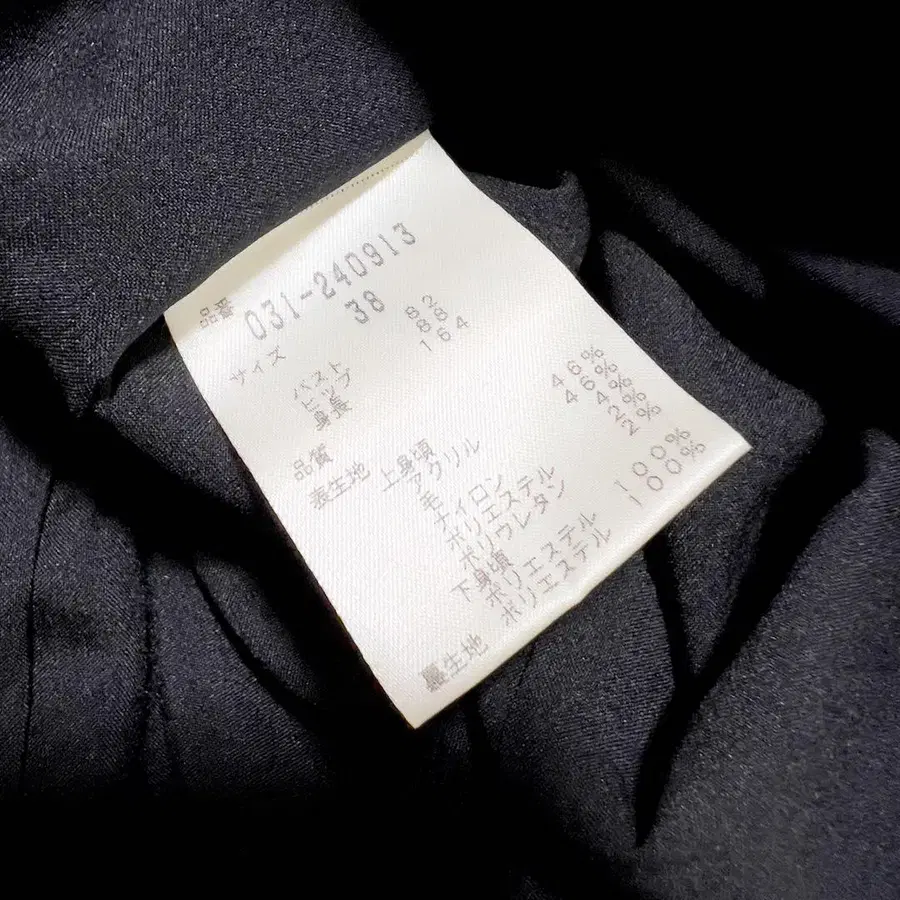 品番 031-240913
サイズ 38
バスト 82
ヒップ 88
身長 164
品質
表生地 上身頃
アクリル 46%
毛 46%
ナイロン 4%
ポリエステル 2%
ポリウレタン 2%
下身頃
ポリエステル 100%
裏生地 ポリエステル 100%